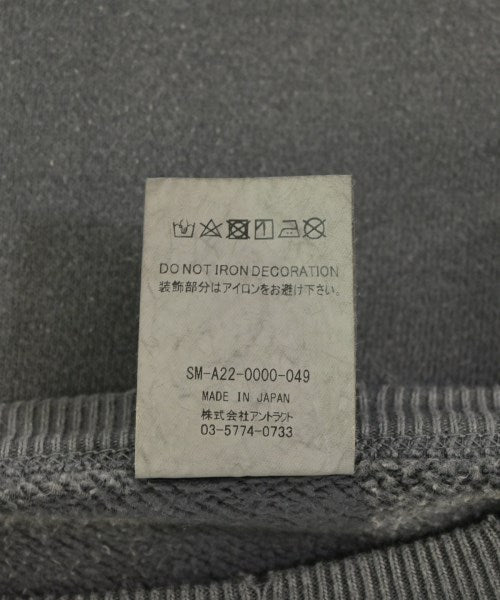 DO NOT IRON DECORATION
装飾部分はアイロンをお避け下さい。
SM-A22-0000-049
MADE IN JAPAN
株式会社アントラクト
03-5774-0733